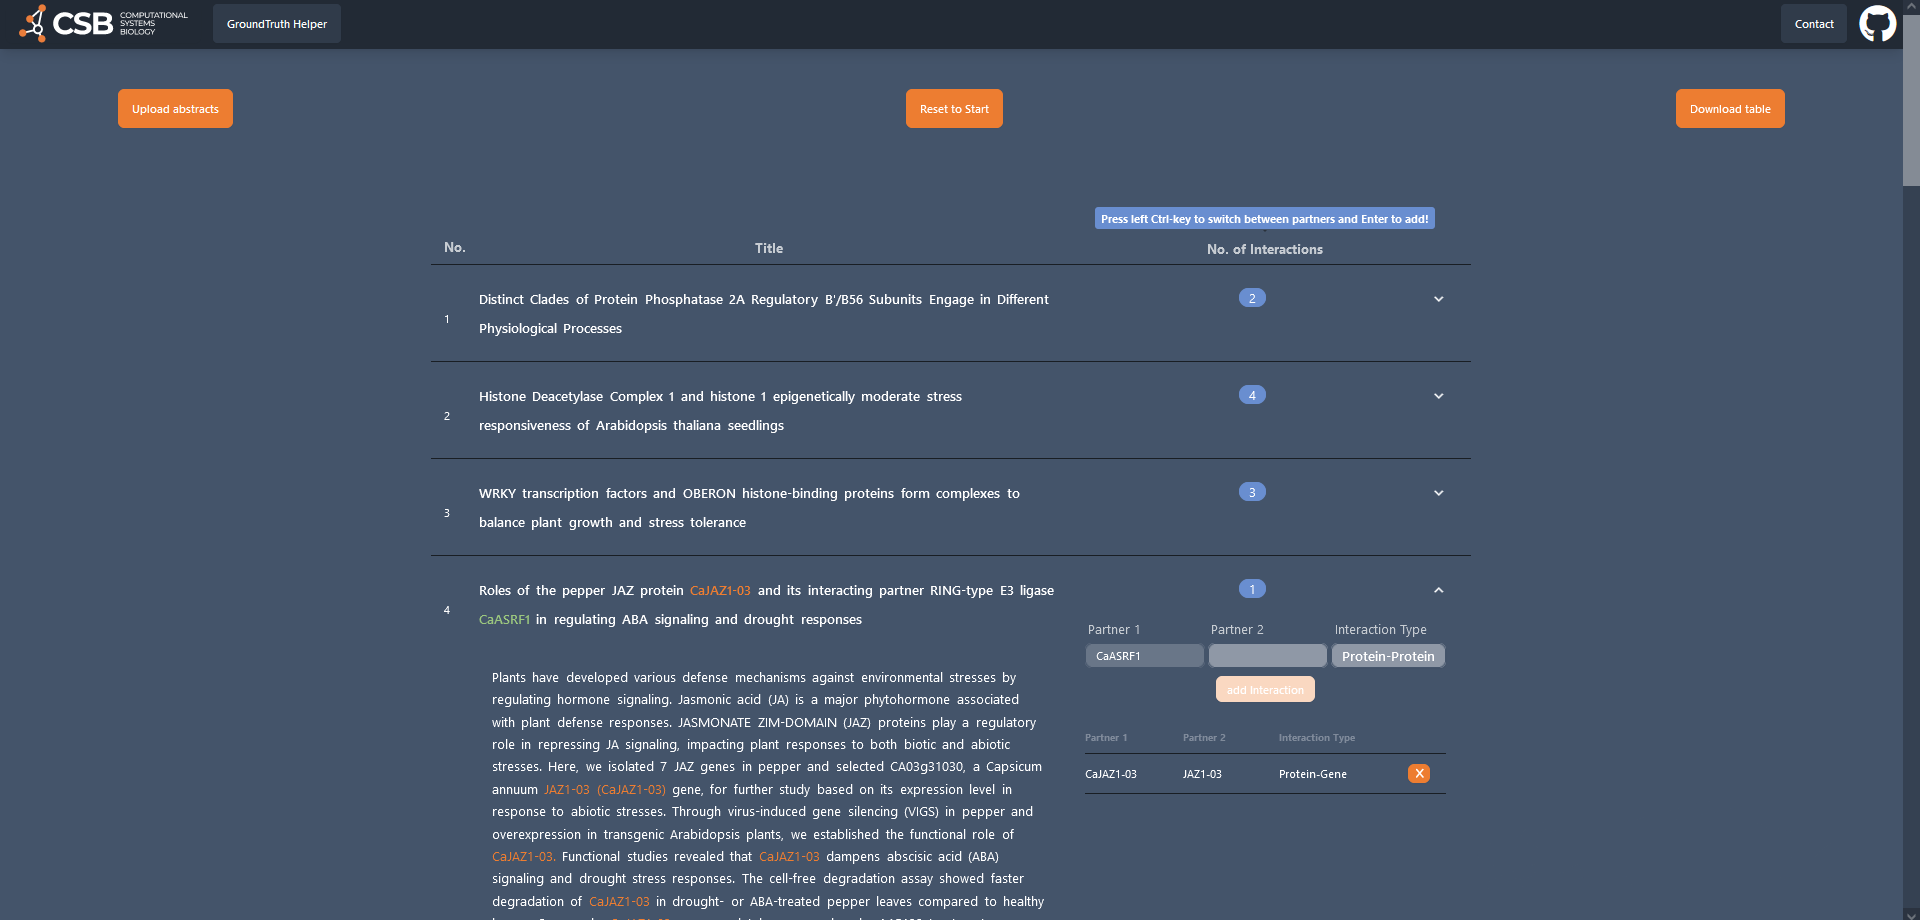 CSB COMPUTATIONAL SYSTEMS BIOLOGY
GroundTruth Helper
Contact
Upload abstracts
Reset to Start
Download table
Press left Ctrl-key to switch between partners and Enter to add!
No.
Title
No. of Interactions
1
Distinct Clades of Protein Phosphatase 2A Regulatory B'/B56 Subunits Engage in Different
Physiological Processes
2
2
Histone Deacetylase Complex 1 and histone 1 epigenetically moderate stress
responsiveness of Arabidopsis thaliana seedlings
4
3
WRKY transcription factors and OBERON histone-binding proteins form complexes to
balance plant growth and stress tolerance
3
4
Roles of the pepper JAZ protein CaJAZ1-03 and its interacting partner RING-type E3 ligase
CaASRF1 in regulating ABA signaling and drought responses
1
Plants have developed various defense mechanisms against environmental stresses by
regulating hormone signaling. Jasmonic acid (JA) is a major phytohormone associated
with plant defense responses. JASMONATE ZIM-DOMAIN (JAZ) proteins play a regulatory
role in repressing JA signaling, impacting plant responses to both biotic and abiotic
stresses. Here, we isolated 7 JAZ genes in pepper and selected CA03g31030, a Capsicum
annuum JAZ1-03 (CaJAZ1-03) gene, for further study based on its expression level in
response to abiotic stresses. Through virus-induced gene silencing (VIGS) in pepper and
overexpression in transgenic Arabidopsis plants, we established the functional role of
CaJAZ1-03. Functional studies revealed that CaJAZ1-03 dampens abscisic acid (ABA)
signaling and drought stress responses. The cell-free degradation assay showed faster
degradation of CaJAZ1-03 in drought- or ABA-treated pepper leaves compared to healthy
Partner 1
Partner 2
Interaction Type
CaASRF1
Protein-Protein
add Interaction
Partner 1
Partner 2
Interaction Type
CaJAZ1-03
JAZ1-03
Protein-Gene
X